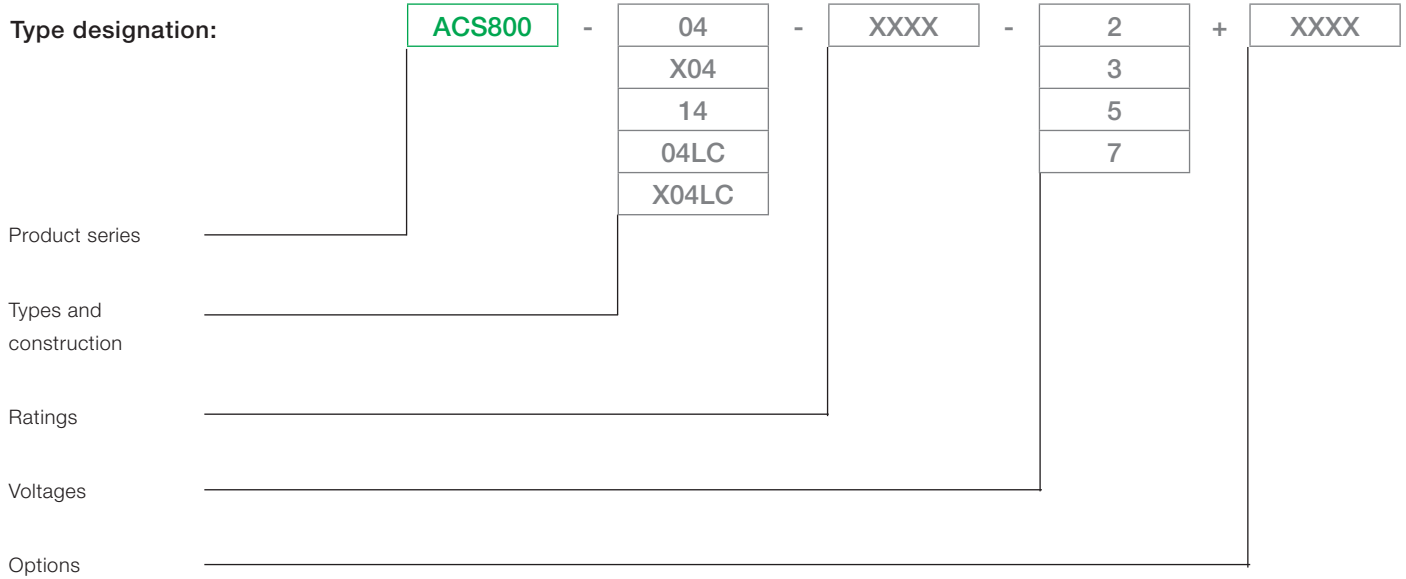 Type designation: ACS800 - 04 - XXXX - 2 + XXXX
X04 3
14 5
04LC 7
X04LC
Product series
Types and
construction
Ratings
Voltages
Options